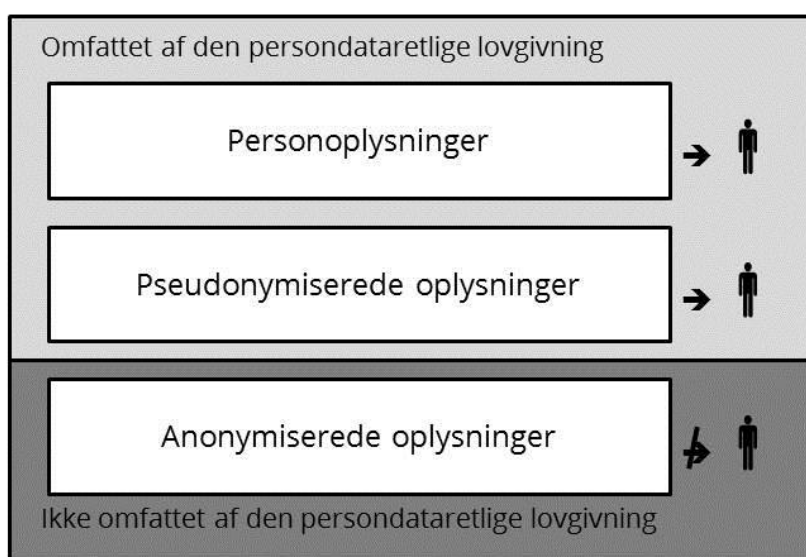 Omfattet af den persondataretlige lovgivning
Personoplysninger
Pseudonymiserede oplysninger
Anonymiserede oplysninger
Ikke omfattet af den persondataretlige lovgivning